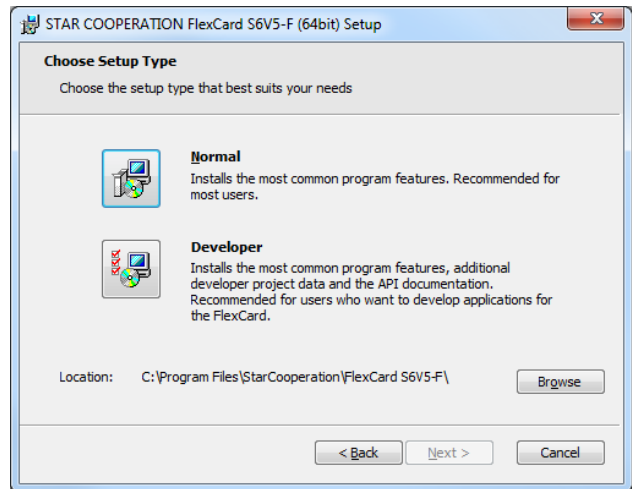 STAR COOPERATION FlexCard S6V5-F (64bit) Setup
Choose Setup Type
Choose the setup type that best suits your needs
Normal
Installs the most common program features. Recommended for
most users.
Developer
Installs the most common program features, additional
developer project data and the API documentation.
Recommended for users who want to develop applications for
the FlexCard.
Location: C:\Program Files\StarCooperation\FlexCard S6V5-F\ Browse
< Back Next > Cancel